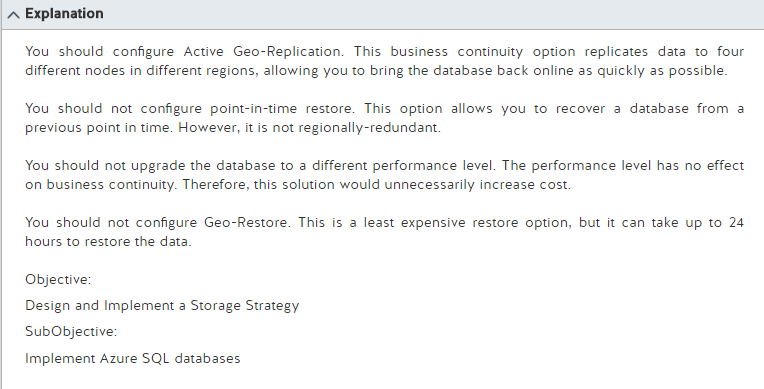 Explanation
You should configure Active Geo-Replication. This business continuity option replicates data to four
different nodes in different regions, allowing you to bring the database back online as quickly as possible.
You should not configure point-in-time restore. This option allows you to recover a database from a
previous point in time. However, it is not regionally-redundant.
You should not upgrade the database to a different performance level. The performance level has no effect
on business continuity. Therefore, this solution would unnecessarily increase cost.
You should not configure Geo-Restore. This is a least expensive restore option, but it can take up to 24
hours to restore the data.
Objective:
Design and Implement a Storage Strategy
SubObjective:
Implement Azure SQL databases